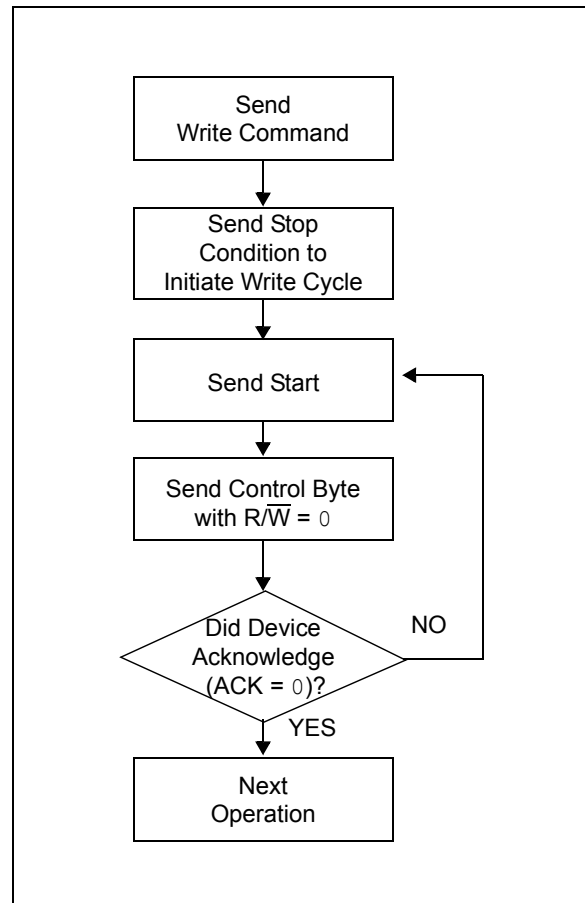 Send
Write Command
Send Stop
Condition to
Initiate Write Cycle
Send Start
Send Control Byte
with R/W̅ = 0
Did Device
Acknowledge
(ACK = 0)?
NO
YES
Next
Operation